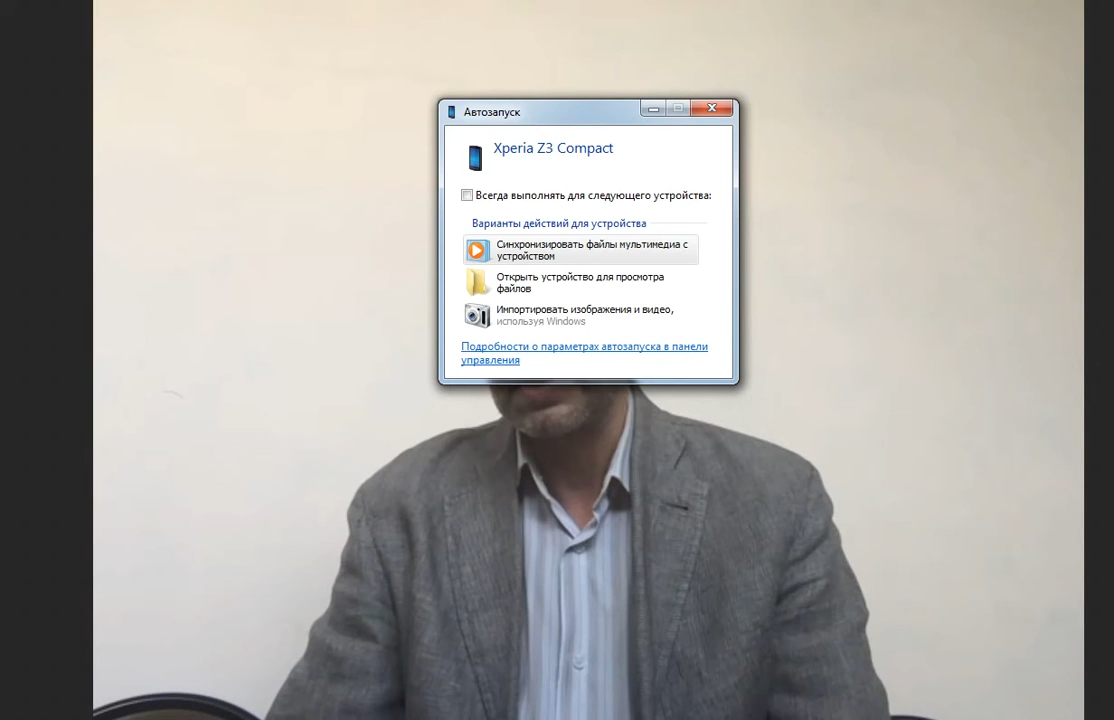 Автозапуск
Xperia Z3 Compact
Всегда выполнять для следующего устройства:
Варианты действий для устройства
Синхронизировать файлы мультимедиа с
устройством
Открыть устройство для просмотра
файлов
Импортировать изображения и видео,
используя Windows
Подробности о параметрах автозапуска в панели
управления